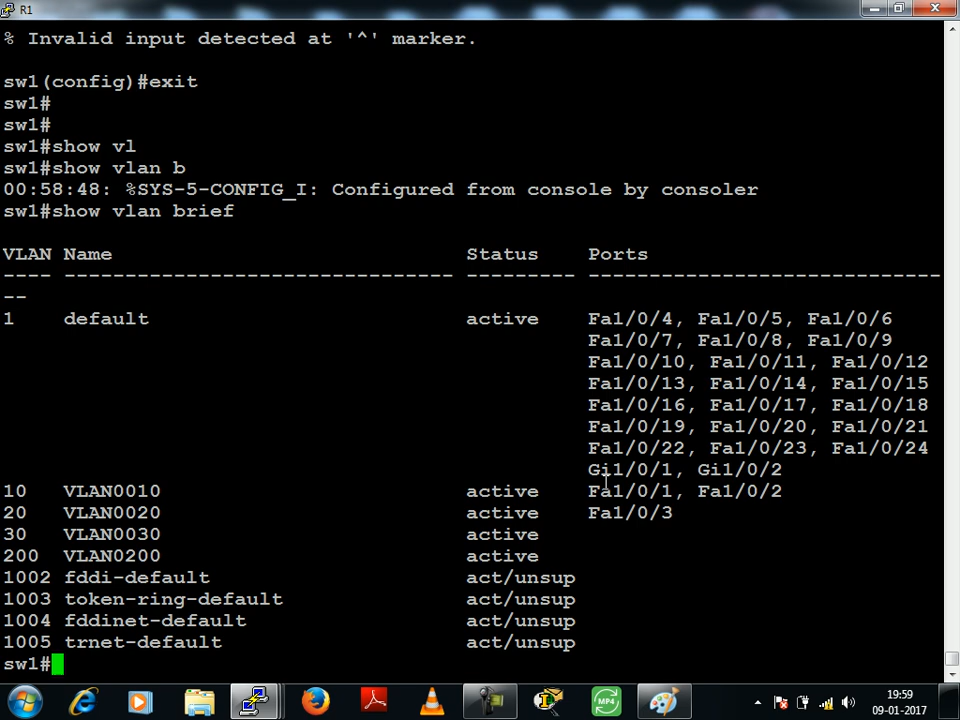 R1
% Invalid input detected at '^' marker.
sw1(config)#exit
sw1#
sw1#
sw1#show vl
sw1#show vlan b
00:58:48: %SYS-5-CONFIG_I: Configured from console by consoler
sw1#show vlan brief
VLAN Name                             Status    Ports
---- -------------------------------- --------- -----------------------------
--
1    default                          active    Fa1/0/4, Fa1/0/5, Fa1/0/6
                                                Fa1/0/7, Fa1/0/8, Fa1/0/9
                                                Fa1/0/10, Fa1/0/11, Fa1/0/12
                                                Fa1/0/13, Fa1/0/14, Fa1/0/15
                                                Fa1/0/16, Fa1/0/17, Fa1/0/18
                                                Fa1/0/19, Fa1/0/20, Fa1/0/21
                                                Fa1/0/22, Fa1/0/23, Fa1/0/24
                                                Gi1/0/1, Gi1/0/2
10   VLAN0010                         active    Fa1/0/1, Fa1/0/2
20   VLAN0020                         active    Fa1/0/3
30   VLAN0030                         active
200  VLAN0200                         active
1002 fddi-default                     act/unsup
1003 token-ring-default               act/unsup
1004 fddinet-default                  act/unsup
1005 trnet-default                    act/unsup
sw1#
MP4
19:59
09-01-2017